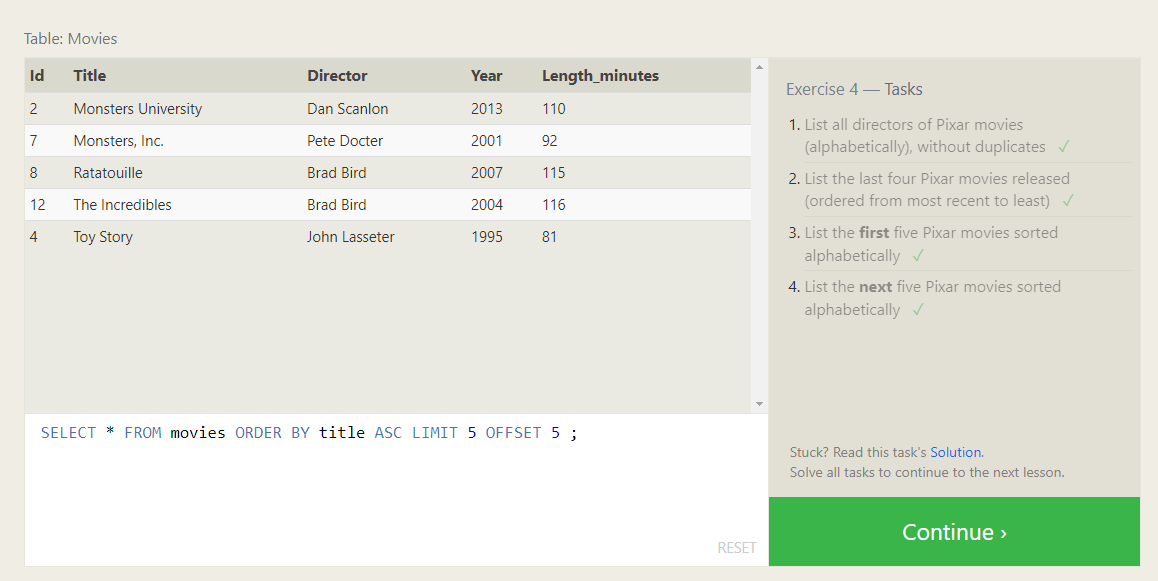 Table: Movies
Id Title Director Year Length_minutes
2 Monsters University Dan Scanlon 2013 110
7 Monsters, Inc. Pete Docter 2001 92
8 Ratatouille Brad Bird 2007 115
12 The Incredibles Brad Bird 2004 116
4 Toy Story John Lasseter 1995 81
SELECT * FROM movies ORDER BY title ASC LIMIT 5 OFFSET 5 ;
RESET
Exercise 4 — Tasks
1. List all directors of Pixar movies
(alphabetically), without duplicates ✓
2. List the last four Pixar movies released
(ordered from most recent to least) ✓
3. List the first five Pixar movies sorted
alphabetically ✓
4. List the next five Pixar movies sorted
alphabetically ✓
Stuck? Read this task's Solution.
Solve all tasks to continue to the next lesson.
Continue ›